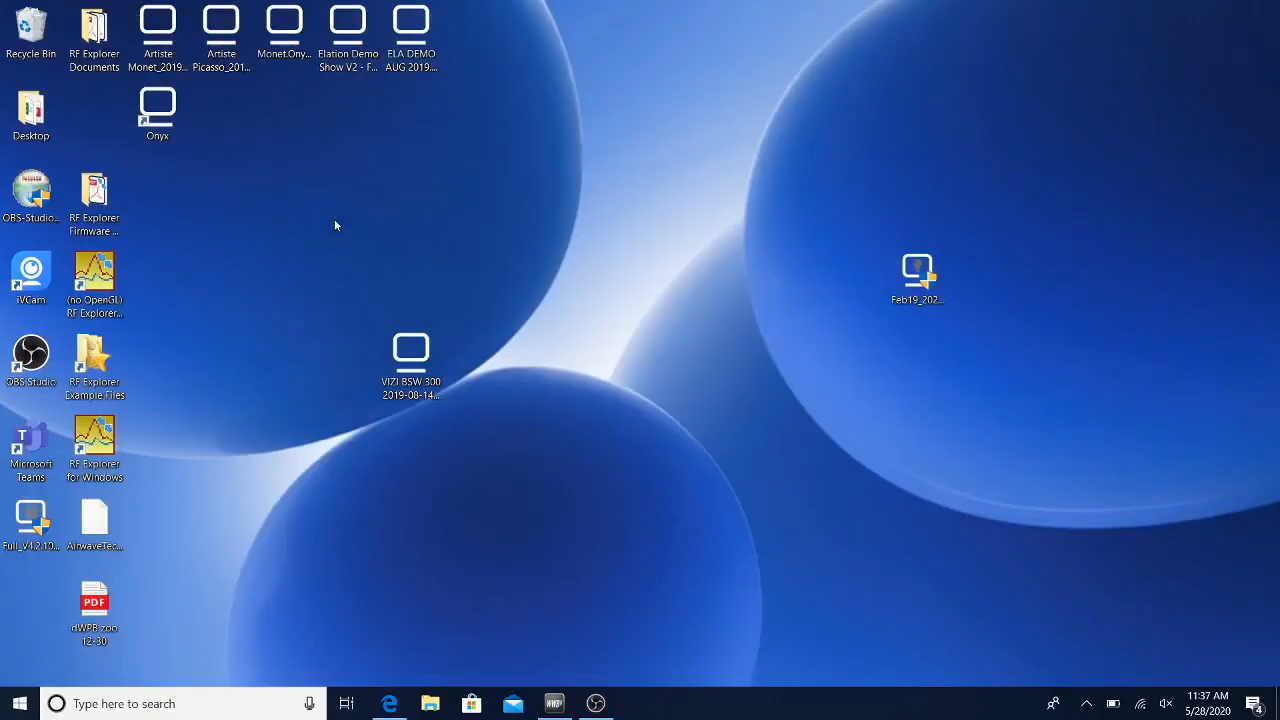 Recycle Bin
RF Explorer
Documents
Artiste
Monet_2019...
Artiste
Picasso_201...
Monet.Ony...
Elation Demo
Show V2 - F...
ELA DEMO
AUG 2019....
Desktop
Onyx
OBS-Studio...
RF Explorer
Firmware ...
iVCam
(no OpenGL)
RF Explorer...
Feb19_202...
OBS Studio
RF Explorer
Example Files
VIZI BSW 300
2019-08-14...
T
Microsoft
Teams
RF Explorer
for Windows
Full_V4.2.10...
AirwaveTec...
PDF
dWPB zoo
12-30
Type here to search
WWB
11:37 AM
5/28/2020
4